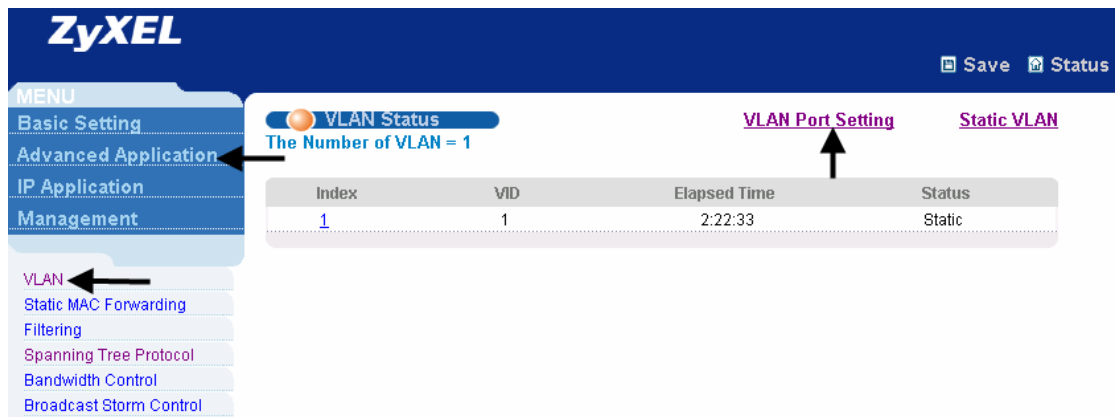 ZyXEL
Save Status
MENU
Basic Setting
Advanced Application
IP Application
Management
VLAN
Static MAC Forwarding
Filtering
Spanning Tree Protocol
Bandwidth Control
Broadcast Storm Control
VLAN Status
VLAN Port Setting
Static VLAN
The Number of VLAN = 1
Index VID Elapsed Time Status
1 1 2:22:33 Static